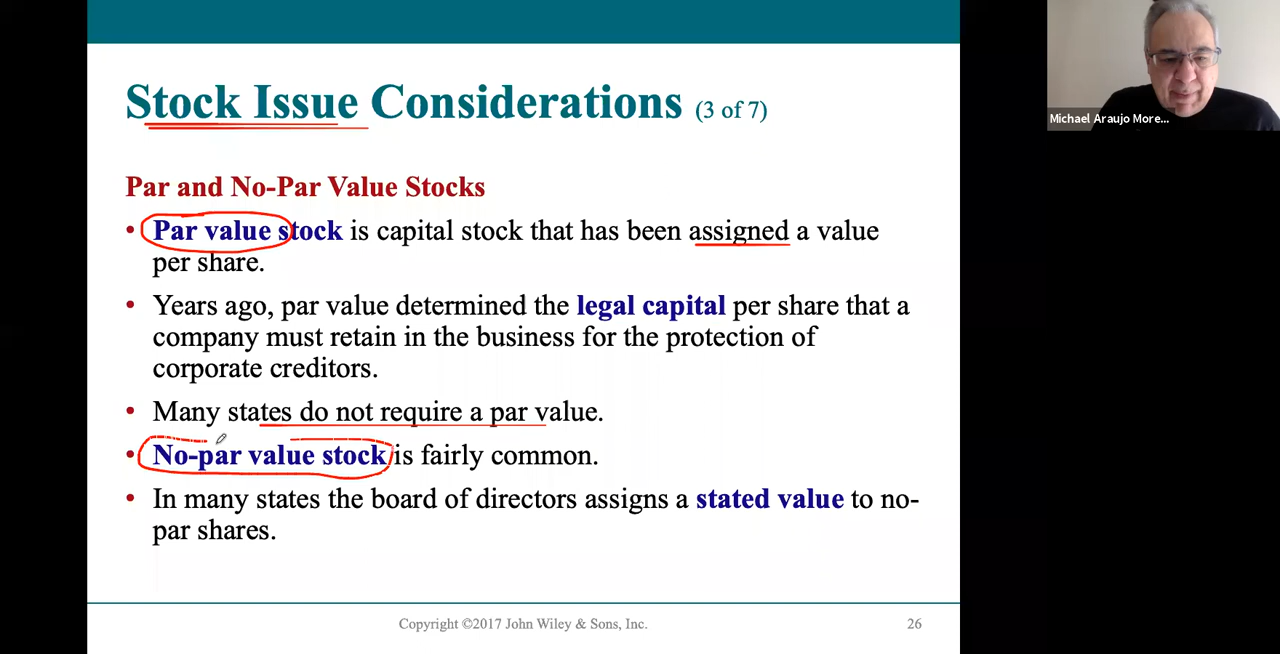 Stock Issue Considerations (3 of 7)
Michael Araujo More...
Par and No-Par Value Stocks
• Par value stock is capital stock that has been assigned a value
per share.
• Years ago, par value determined the legal capital per share that a
company must retain in the business for the protection of
corporate creditors.
• Many states do not require a par value.
• No-par value stock is fairly common.
• In many states the board of directors assigns a stated value to no-
par shares.
Copyright ©2017 John Wiley & Sons, Inc.
26